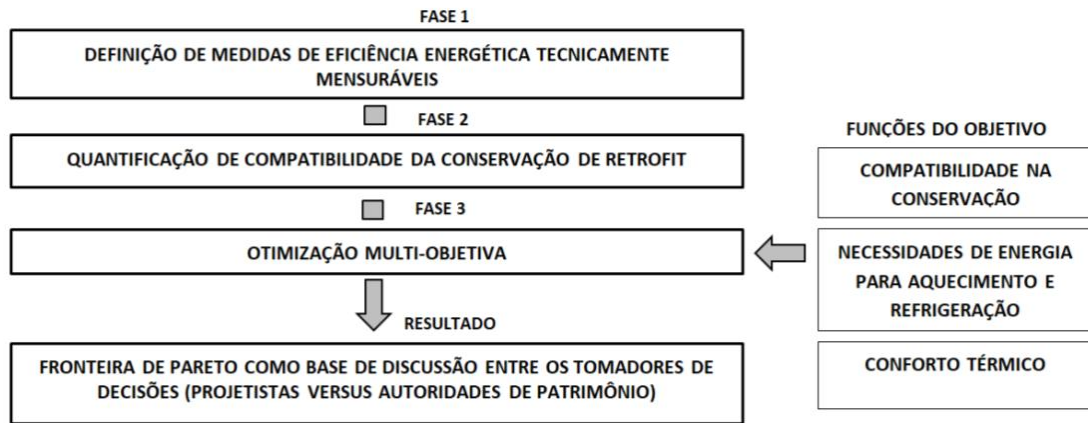 FASE 1
DEFINIÇÃO DE MEDIDAS DE EFICIÊNCIA ENERGÉTICA TECNICAMENTE
MENSURÁVEIS
FASE 2
QUANTIFICAÇÃO DE COMPATIBILIDADE DA CONSERVAÇÃO DE RETROFIT
FASE 3
OTIMIZAÇÃO MULTI-OBJETIVA
RESULTADO
FRONTEIRA DE PARETO COMO BASE DE DISCUSSÃO ENTRE OS TOMADORES DE
DECISÕES (PROJETISTAS VERSUS AUTORIDADES DE PATRIMÔNIO)
FUNÇÕES DO OBJETIVO
COMPATIBILIDADE NA
CONSERVAÇÃO
NECESSIDADES DE ENERGIA
PARA AQUECIMENTO E
REFRIGERAÇÃO
CONFORTO TÉRMICO